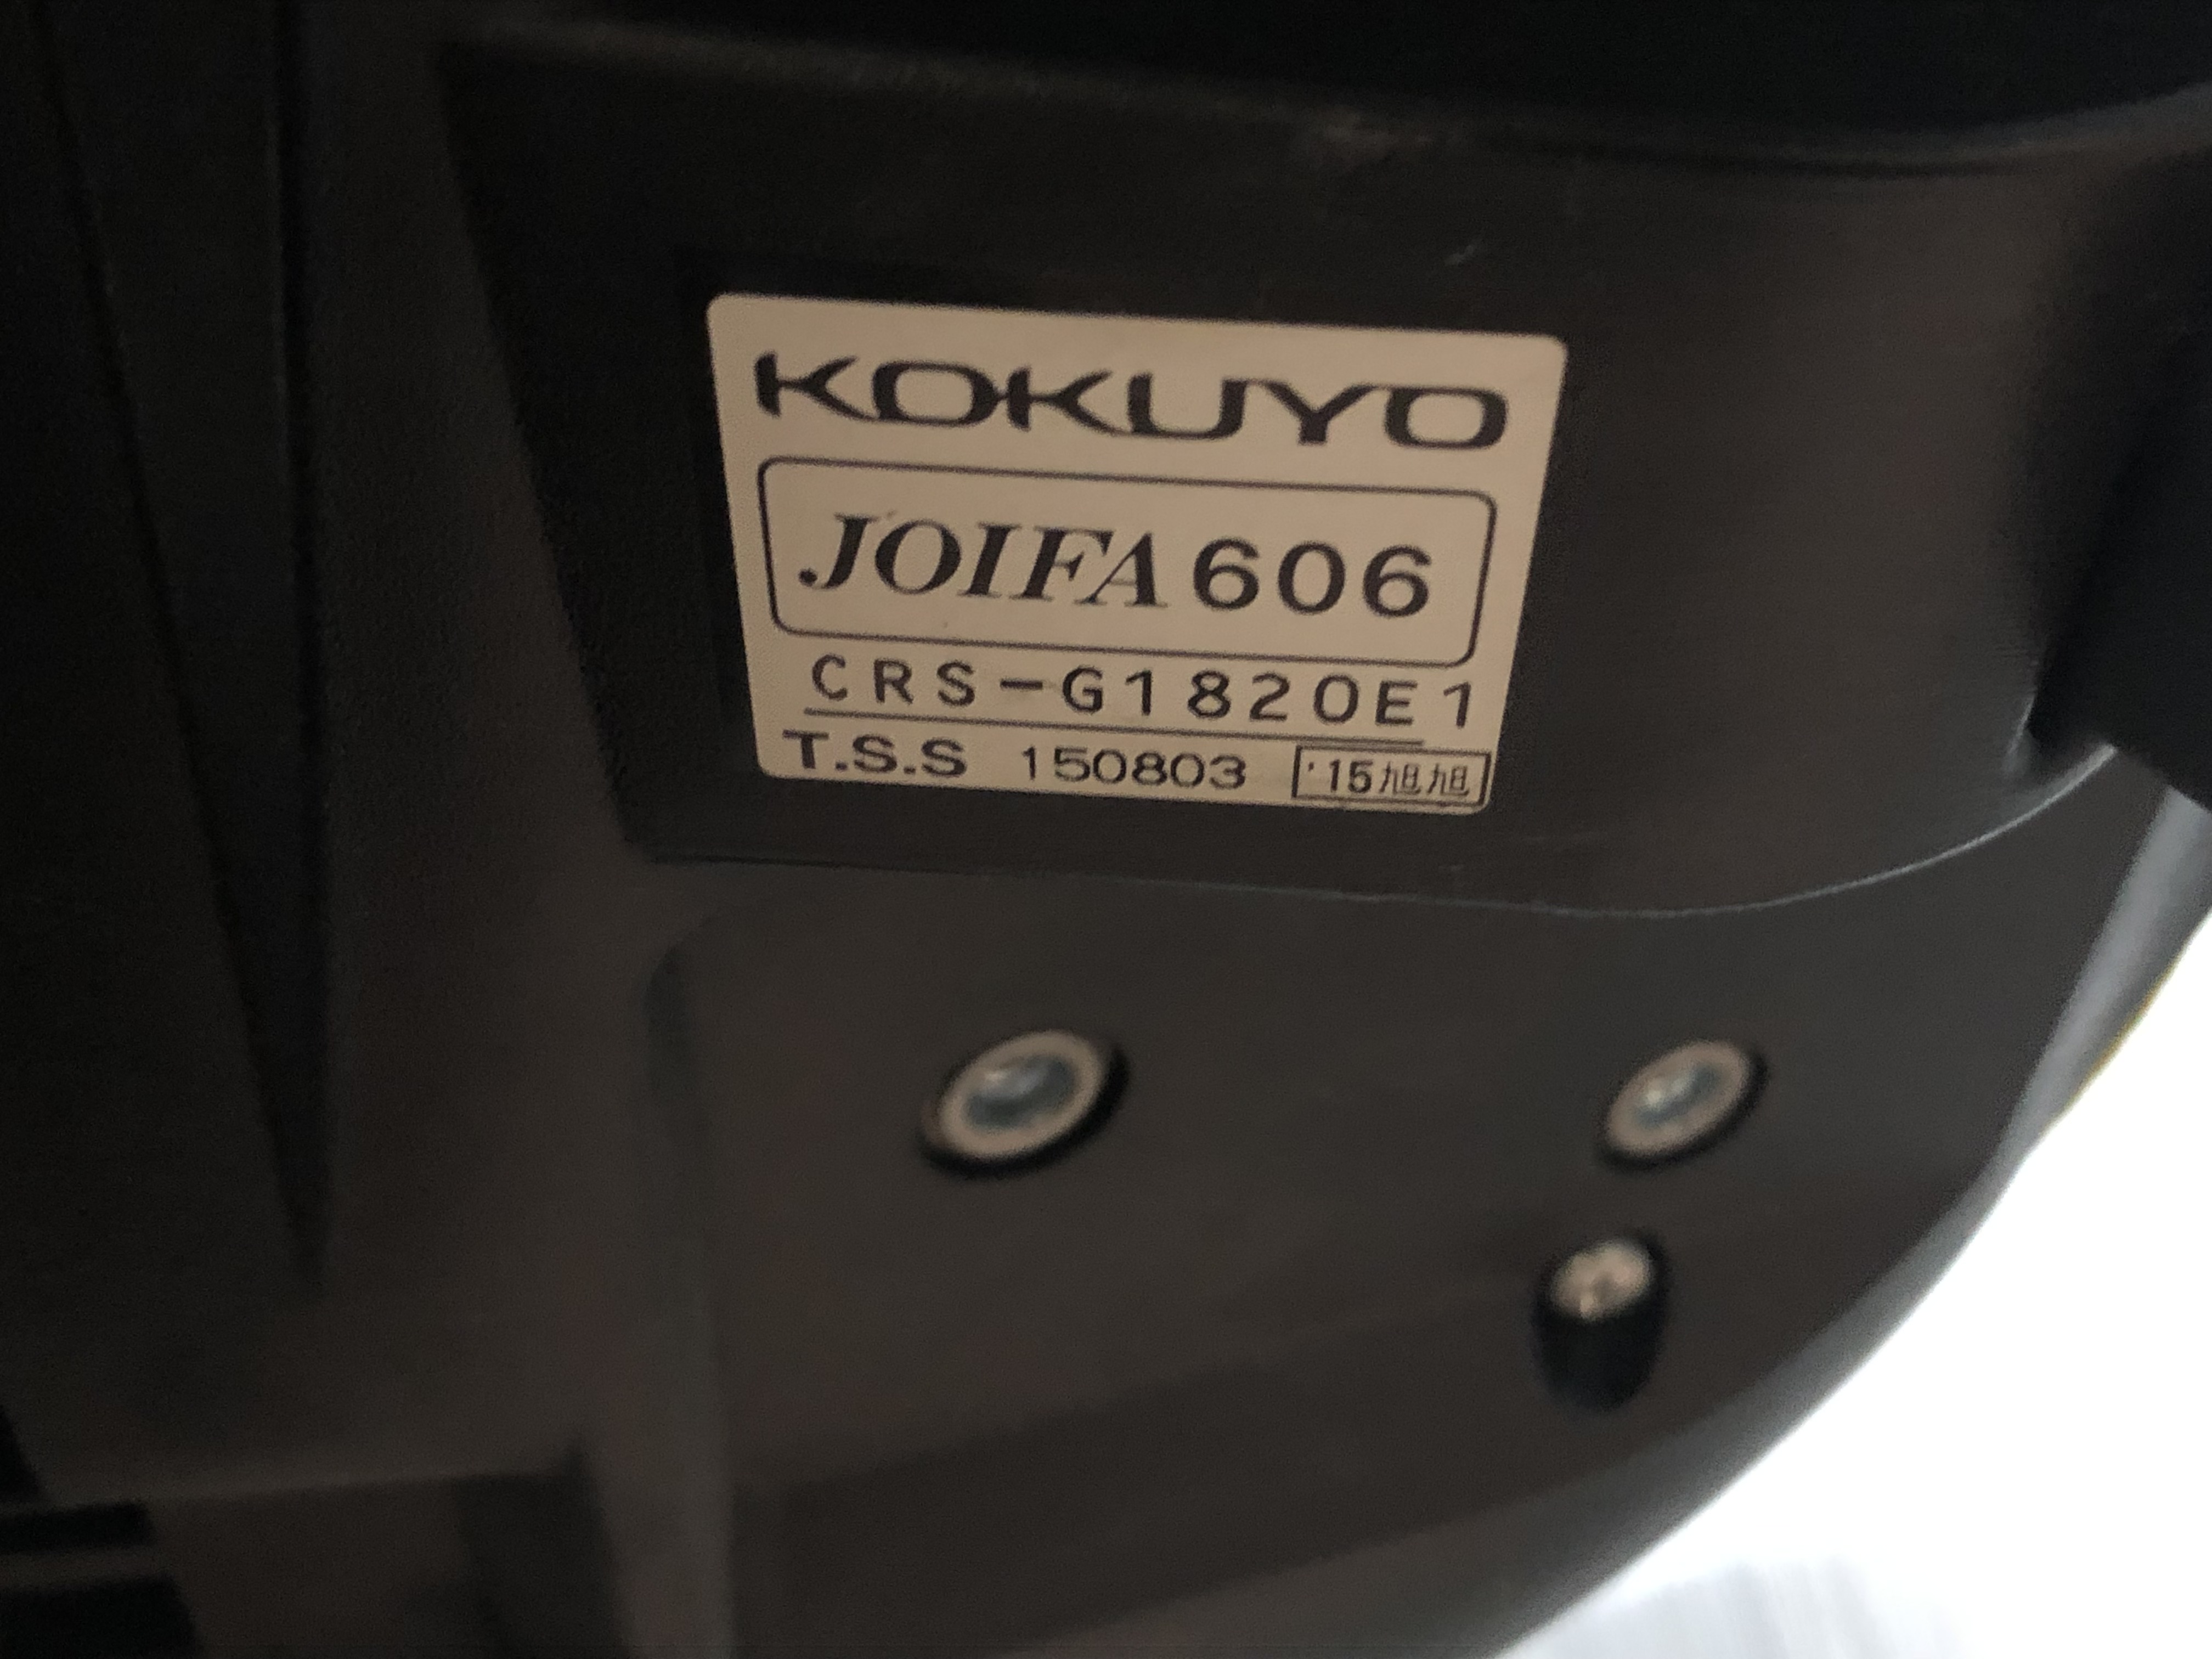 KOKUYO
JOIFA 606
CRS-G1820E1
T.S.S 150803 '15旭旭